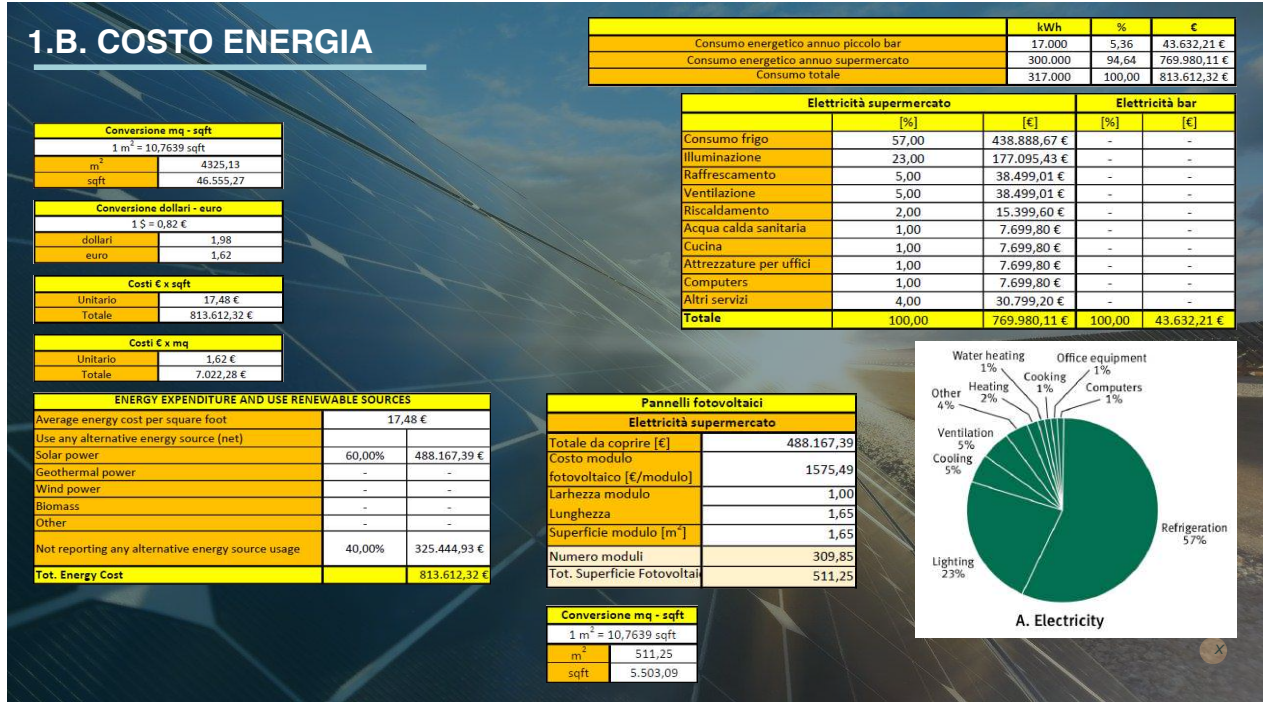 1.B. COSTO ENERGIA
kWh % €
Consumo energetico annuo piccolo bar 17.000 5,36 43.632,21 €
Consumo energetico annuo supermercato 300.000 94,64 769.980,11 €
Consumo totale 317.000 100,00 813.612,32 €
Elettricità supermercato Elettricità bar
[%] [€] [%] [€]
Consumo frigo 57,00 438.888,67 € - -
Illuminazione 23,00 177.095,43 € - -
Raffrescamento 5,00 38.499,01 € - -
Ventilazione 5,00 38.499,01 € - -
Riscaldamento 2,00 15.399,60 € - -
Acqua calda sanitaria 1,00 7.699,80 € - -
Cucina 1,00 7.699,80 € - -
Attrezzature per uffici 1,00 7.699,80 € - -
Computers 1,00 7.699,80 € - -
Altri servizi 4,00 30.799,20 € - -
Totale 100,00 769.980,11 € 100,00 43.632,21 €
Conversione mq - sqft
1 m² = 10,7639 sqft
m² 4325,13
sqft 46.555,27
Conversione dollari - euro
1 $ = 0,82 €
dollari 1,98
euro 1,62
Costi € x sqft
Unitario 17,48 €
Totale 813.612,32 €
Costi € x mq
Unitario 1,62 €
Totale 7.022,28 €
ENERGY EXPENDITURE AND USE RENEWABLE SOURCES
Average energy cost per square foot 17,48 €
Use any alternative energy source (net)
Solar power 60,00% 488.167,39 €
Geothermal power - -
Wind power - -
Biomass - -
Other - -
Not reporting any alternative energy source usage 40,00% 325.444,93 €
Tot. Energy Cost 813.612,32 €
Pannelli fotovoltaici
Elettricità supermercato
Totale da coprire [€] 488.167,39
Costo modulo
fotovoltaico [€/modulo] 1575,49
Larhezza modulo 1,00
Lunghezza 1,65
Superficie modulo [m²] 1,65
Numero moduli 309,85
Tot. Superficie Fotovoltai 511,25
Conversione mq - sqft
1 m² = 10,7639 sqft
m² 511,25
sqft 5.503,09
Water heating
1%
Office equipment
1%
Cooking
1%
Computers
1%
Heating
2%
Other
4%
Ventilation
5%
Cooling
5%
Refrigeration
57%
Lighting
23%
A. Electricity
X